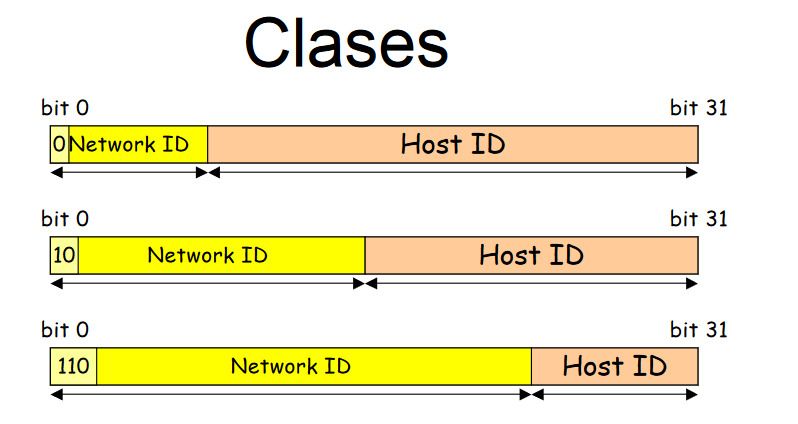 Clases
bit 0 bit 31
0 Network ID Host ID
bit 0 bit 31
10 Network ID Host ID
bit 0 bit 31
110 Network ID Host ID